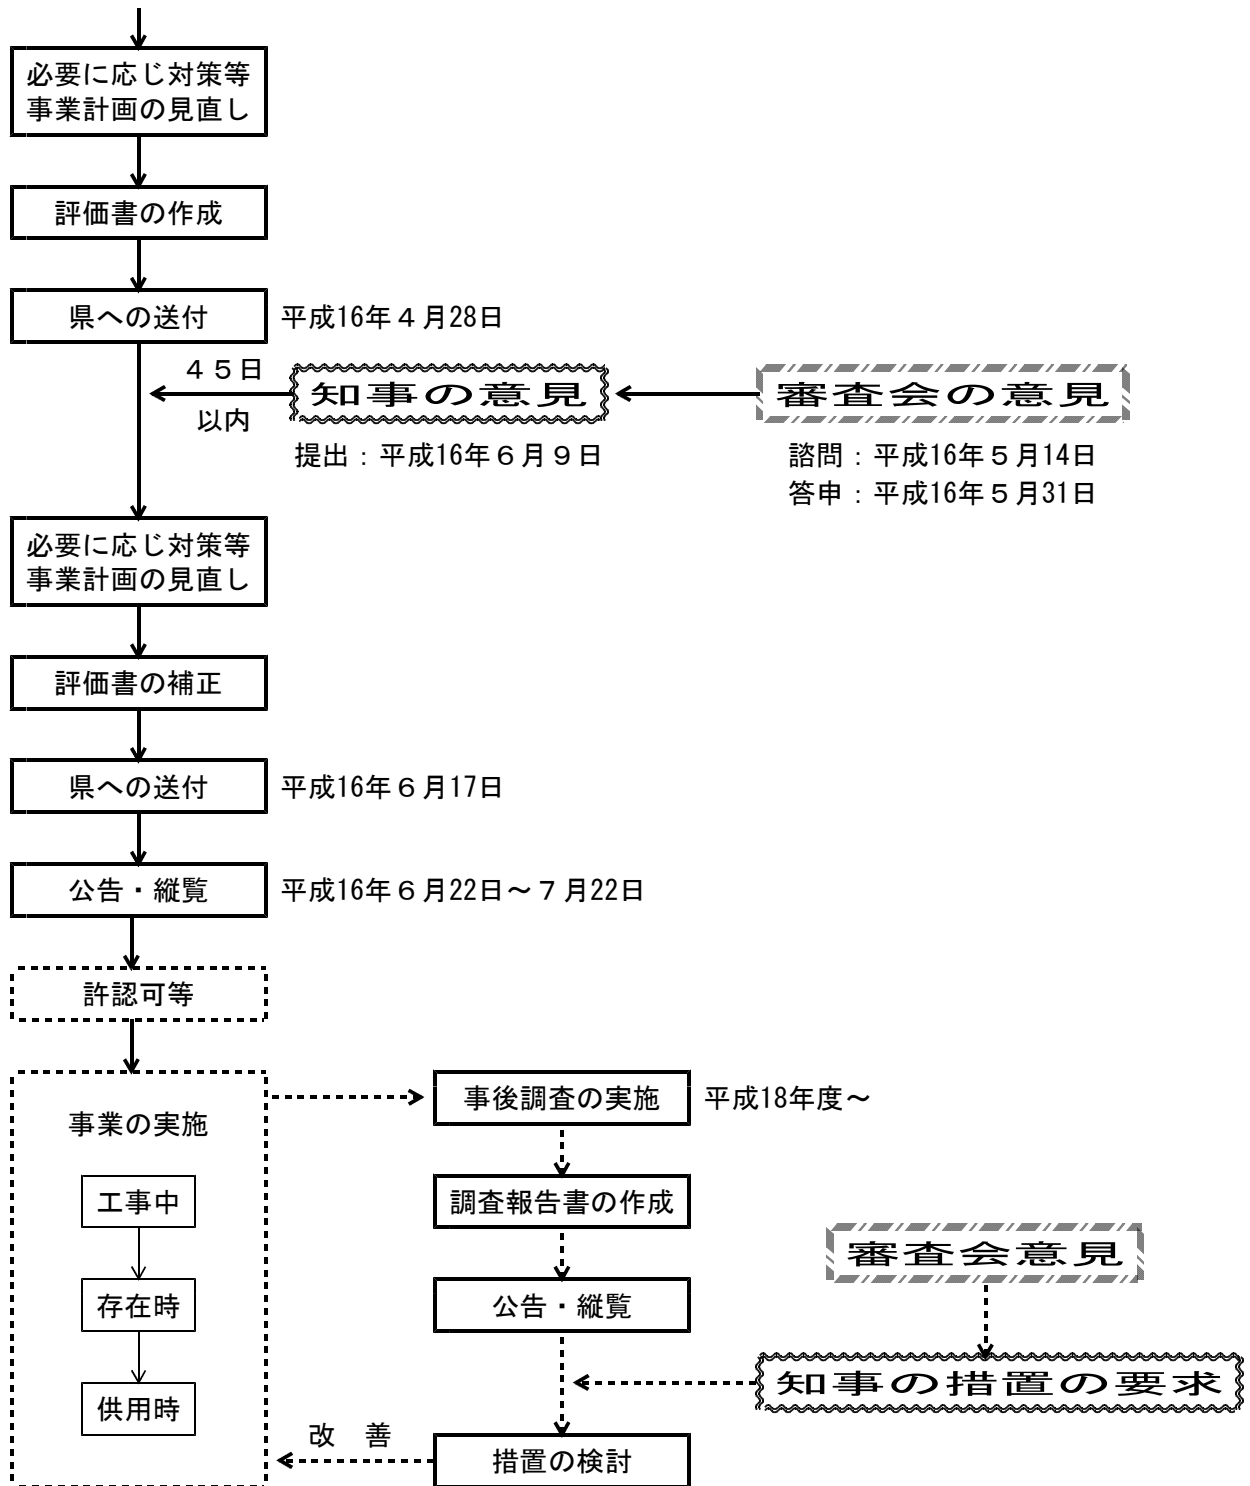 必要に応じ対策等
事業計画の見直し
評価書の作成
県への送付 平成16年４月28日
４５日
以内
知事の意見
審査会の意見
提出：平成16年６月９日
諮問：平成16年５月14日
答申：平成16年５月31日
必要に応じ対策等
事業計画の見直し
評価書の補正
県への送付 平成16年６月17日
公告・縦覧 平成16年６月22日～７月22日
許認可等
事業の実施
工事中
存在時
供用時
事後調査の実施 平成18年度～
調査報告書の作成
審査会意見
公告・縦覧
知事の措置の要求
改　善
措置の検討